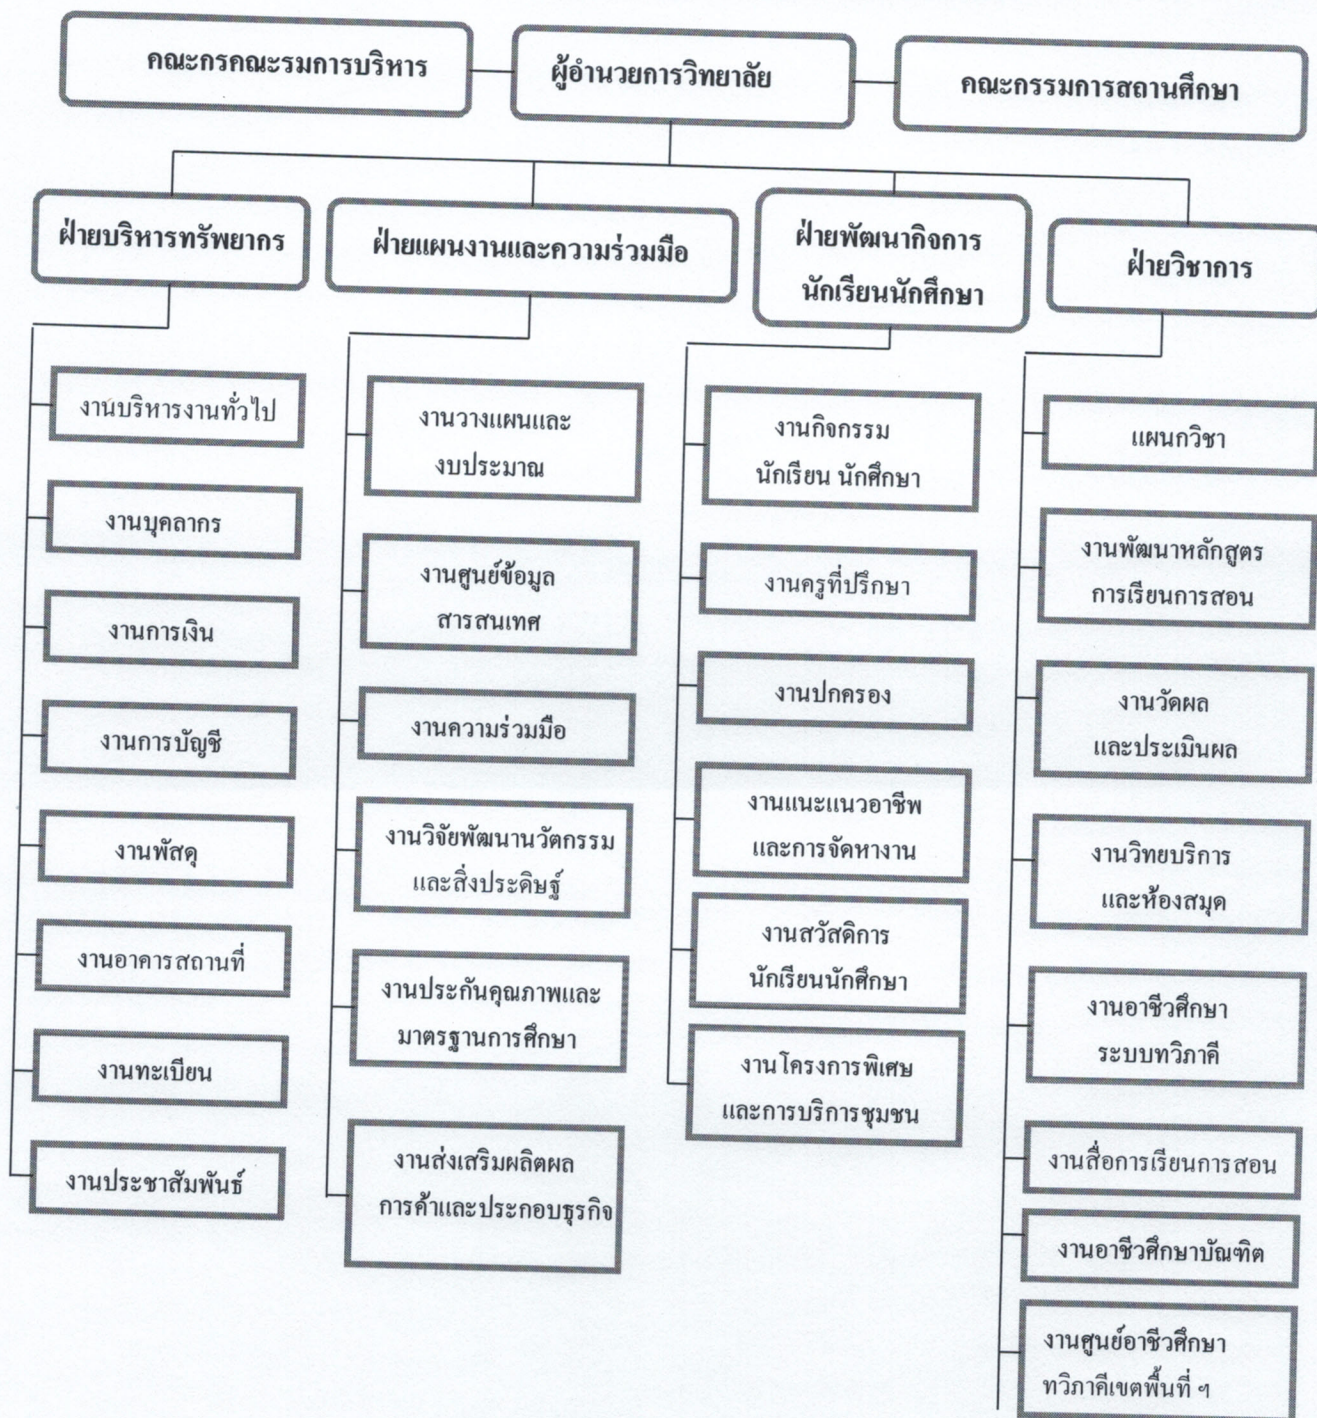 คณะกรคณะรมการบริหาร
ผู้อำนวยการวิทยาลัย
คณะกรรมการสถานศึกษา
ฝ่ายบริหารทรัพยากร
ฝ่ายแผนงานและความร่วมมือ
ฝ่ายพัฒนากิจการ
นักเรียนนักศึกษา
ฝ่ายวิชาการ
งานบริหารงานทั่วไป
งานบุคลากร
งานการเงิน
งานการบัญชี
งานพัสดุ
งานอาคารสถานที่
งานทะเบียน
งานประชาสัมพันธ์
งานวางแผนและ
งบประมาณ
งานศูนย์ข้อมูล
สารสนเทศ
งานความร่วมมือ
งานวิจัยพัฒนานวัตกรรม
และสิ่งประดิษฐ์
งานประกันคุณภาพและ
มาตรฐานการศึกษา
งานส่งเสริมผลิตผล
การค้าและประกอบธุรกิจ
งานกิจกรรม
นักเรียน นักศึกษา
งานครูที่ปรึกษา
งานปกครอง
งานแนะแนวอาชีพ
และการจัดหางาน
งานสวัสดิการ
นักเรียนนักศึกษา
งานโครงการพิเศษ
และการบริการชุมชน
แผนกวิชา
งานพัฒนาหลักสูตร
การเรียนการสอน
งานวัดผล
และประเมินผล
งานวิทยบริการ
และห้องสมุด
งานอาชีวศึกษา
ระบบทวิภาคี
งานสื่อการเรียนการสอน
งานอาชีวศึกษาบัณฑิต
งานศูนย์อาชีวศึกษา
ทวิภาคีเขตพื้นที่ ฯ